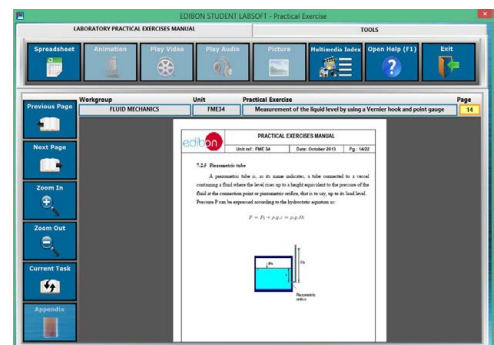 EDIBON STUDENT LABSOFT - Practical Exercise
LABORATORY PRACTICAL EXERCISES MANUAL
TOOLS
Spreadsheet
Animation
Play Video
Play Audio
Picture
Multimedia Index
Open Help (F1)
Exit
Previous Page
Workgroup
Unit
Practical Exercise
Page
FLUID MECHANICS
FME34
Measurement of the liquid level by using a Vernier hook and point gauge
14
Next Page
Zoom In
Zoom Out
Current Task
Appendix
edibon
PRACTICAL EXERCISES MANUAL
Unit ref.: FME 34
Date: October 2013
Pg.: 14/22
Piezometric tube
A piezometric tube is, as its name indicates, a tube connected to a vessel
containing a fluid where the level rises up to a height equivalent to the pressure of the
fluid at the connection point or piezometric orifice, that is to say, up to its load level.
Pressure P can be expressed according to the hydrostatic equation as:
Piezometric
orifice